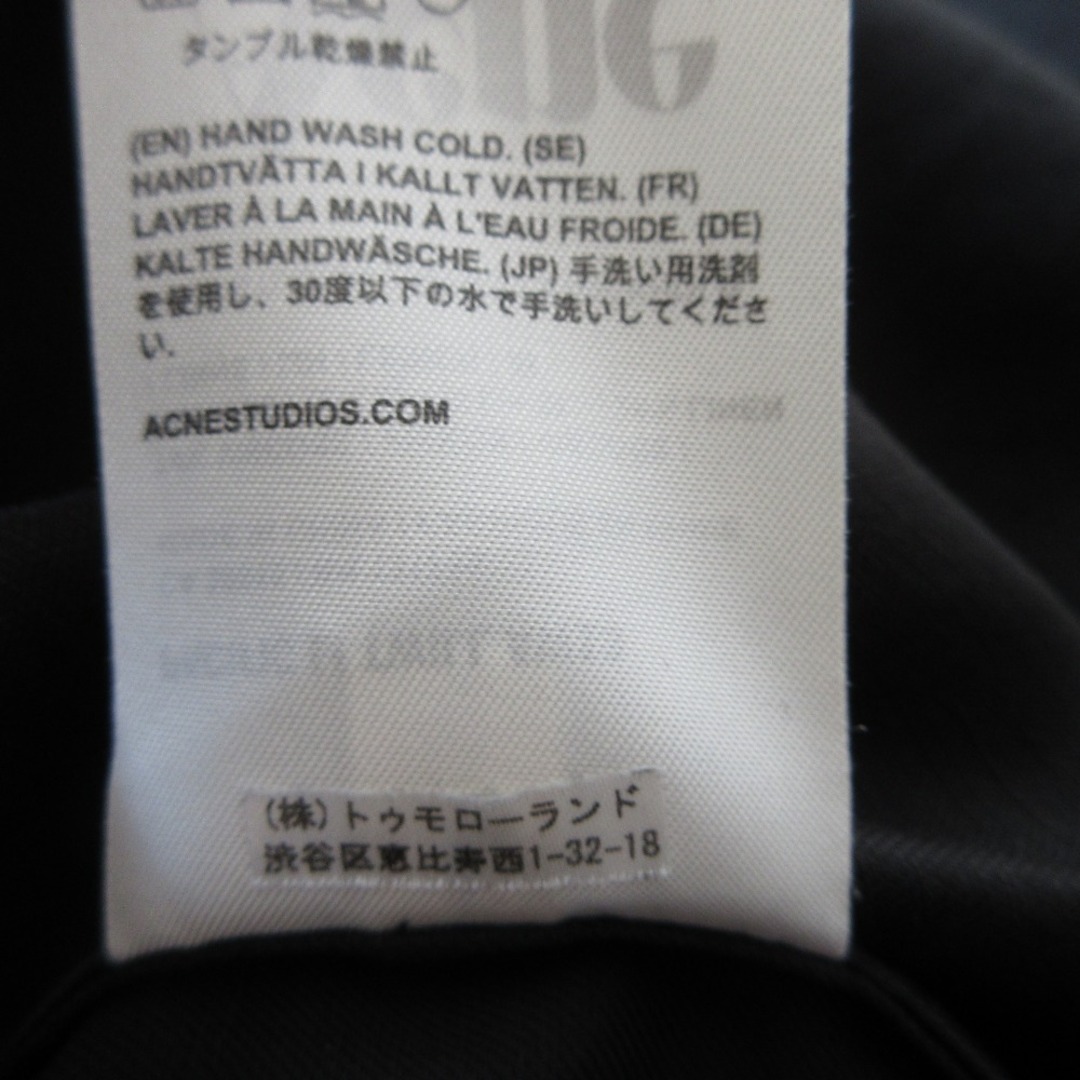 タンブル乾燥禁止
(EN) HAND WASH COLD. (SE)
HANDTVÄTTA I KALLT VATTEN. (FR)
LAVER À LA MAIN À L'EAU FROIDE. (DE)
KALTE HANDWÄSCHE. (JP) 手洗い用洗剤
を使用し、30度以下の水で手洗いしてくださ
い.
ACNESTUDIOS.COM
(株)トゥモローランド
渋谷区恵比寿西1-32-18